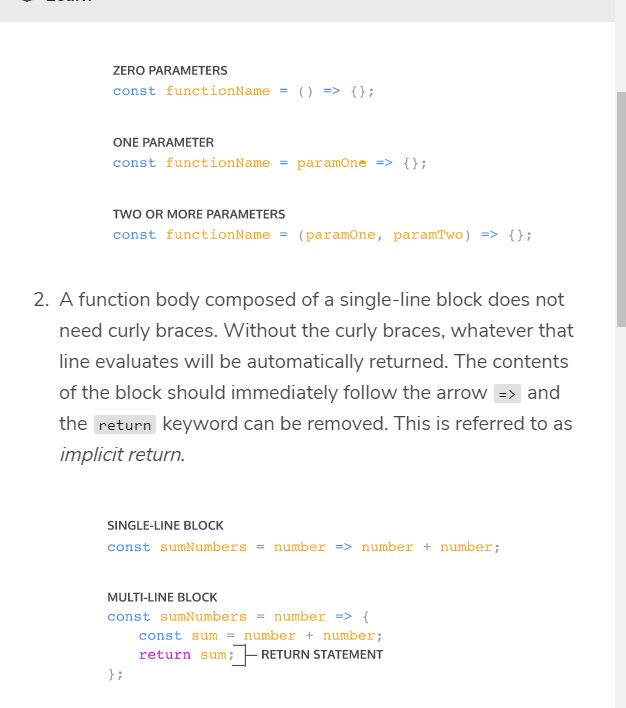 ZERO PARAMETERS
const functionName = () => {};
ONE PARAMETER
const functionName = paramOne => {};
TWO OR MORE PARAMETERS
const functionName = (paramOne, paramTwo) => {};
2. A function body composed of a single-line block does not
need curly braces. Without the curly braces, whatever that
line evaluates will be automatically returned. The contents
of the block should immediately follow the arrow => and
the return keyword can be removed. This is referred to as
implicit return.
SINGLE-LINE BLOCK
const sumNumbers = number => number + number;
MULTI-LINE BLOCK
const sumNumbers = number => {
const sum = number + number;
return sum; RETURN STATEMENT
};